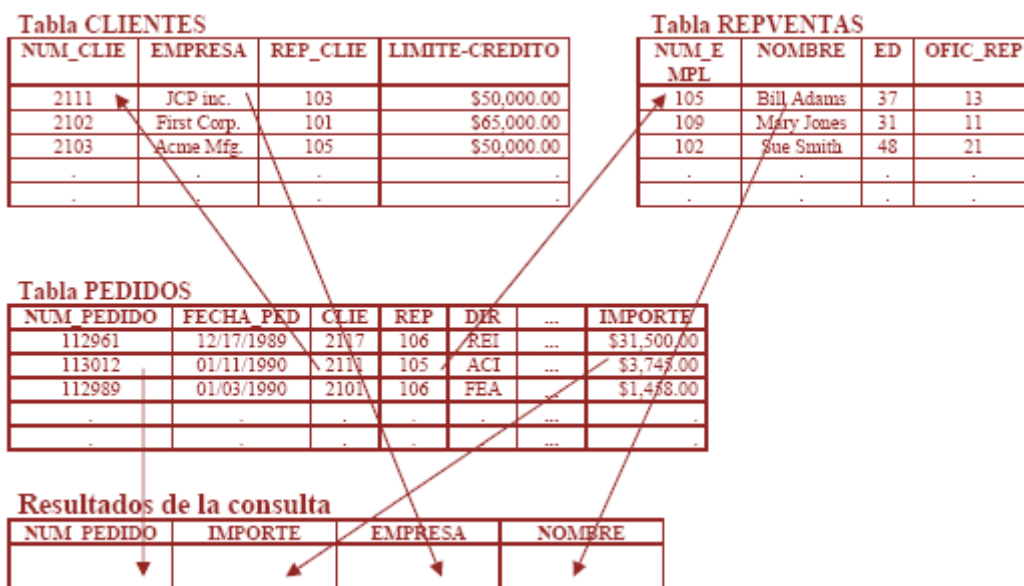 Tabla CLIENTES
NUM_CLIE EMPRESA REP_CLIE LIMITE-CREDITO
2111 JCP inc. 103 $50,000.00
2102 First Corp. 101 $65,000.00
2103 Acme Mfg. 105 $50,000.00
. . . .
. . . .
Tabla REPVENTAS
NUM_E NOMBRE ED OFIC_REP
MPL
105 Bill Adams 37 13
109 Mary Jones 31 11
102 Sue Smith 48 21
. . . .
. . . .
Tabla PEDIDOS
NUM_PEDIDO FECHA_PED CLIE REP DIR ... IMPORTE
112961 12/17/1989 2117 106 REI ... $31,500.00
113012 01/11/1990 2111 105 ACI ... $3,745.00
112989 01/03/1990 2101 106 FEA ... $1,458.00
. . . . . ... .
. . . . . ... .
Resultados de la consulta
NUM_PEDIDO IMPORTE EMPRESA NOMBRE